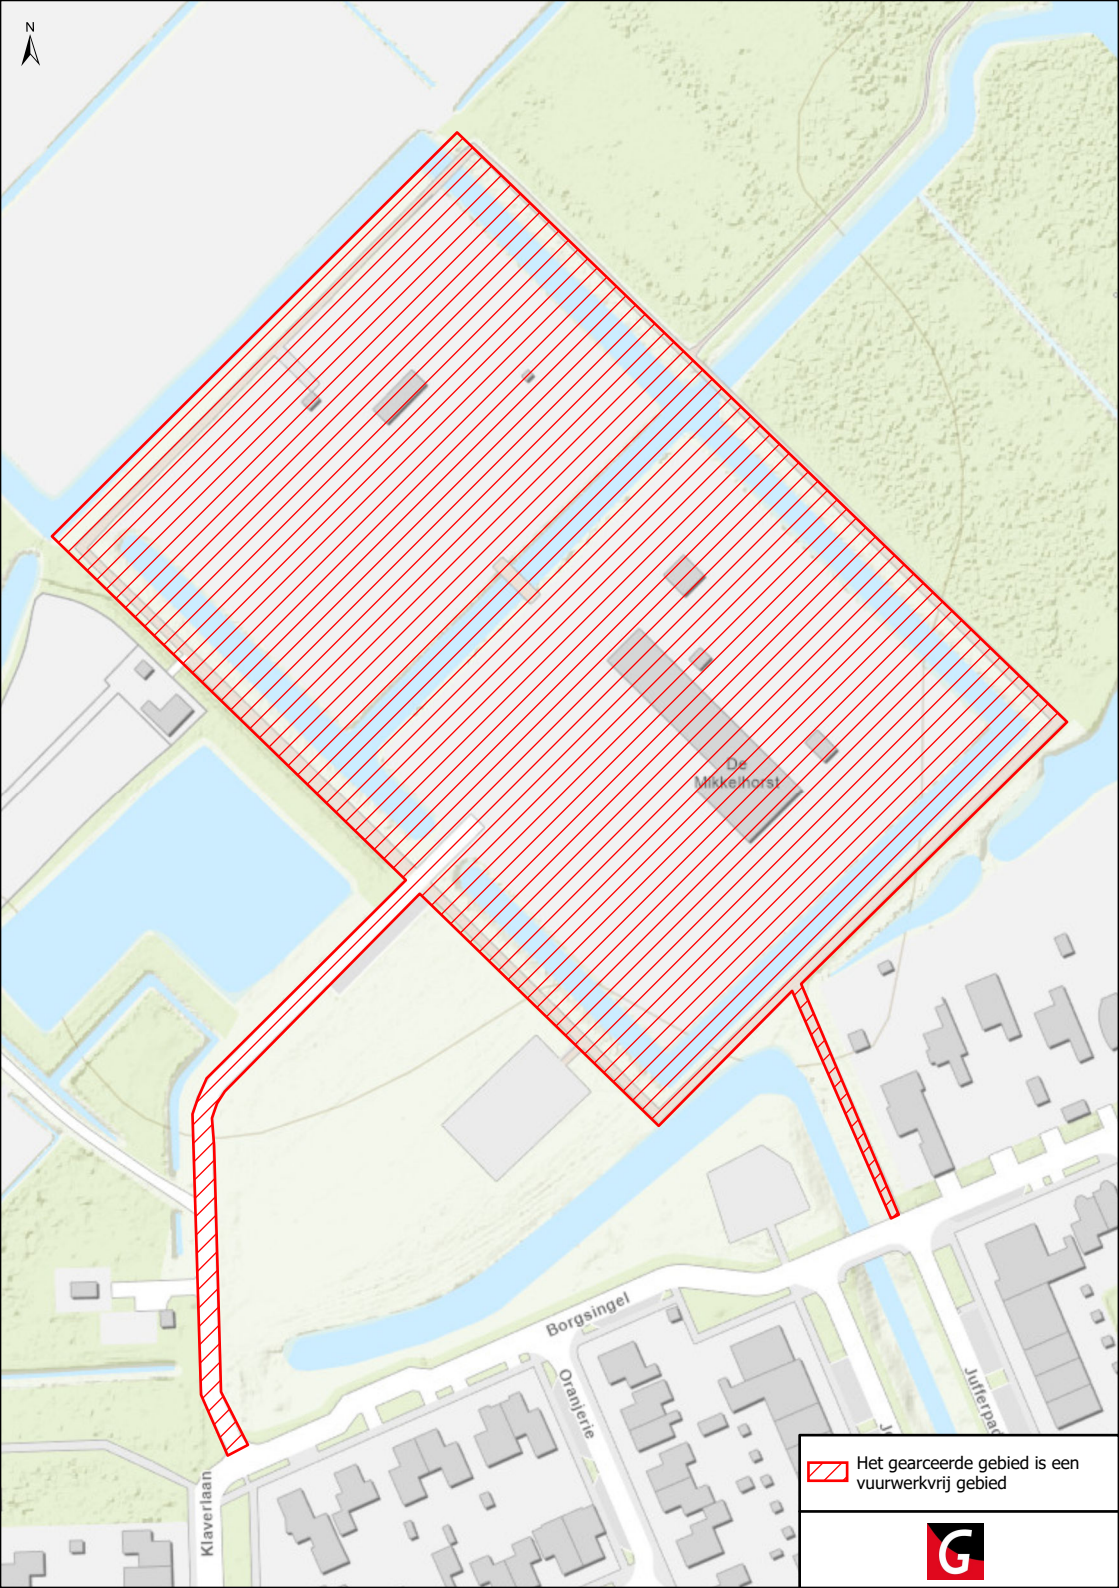 N
De
Mikkelhorst
Borgsingel
Oranjerie
Klaverlaan
Het gearceerde gebied is een
vuurwerkvrij gebied
G